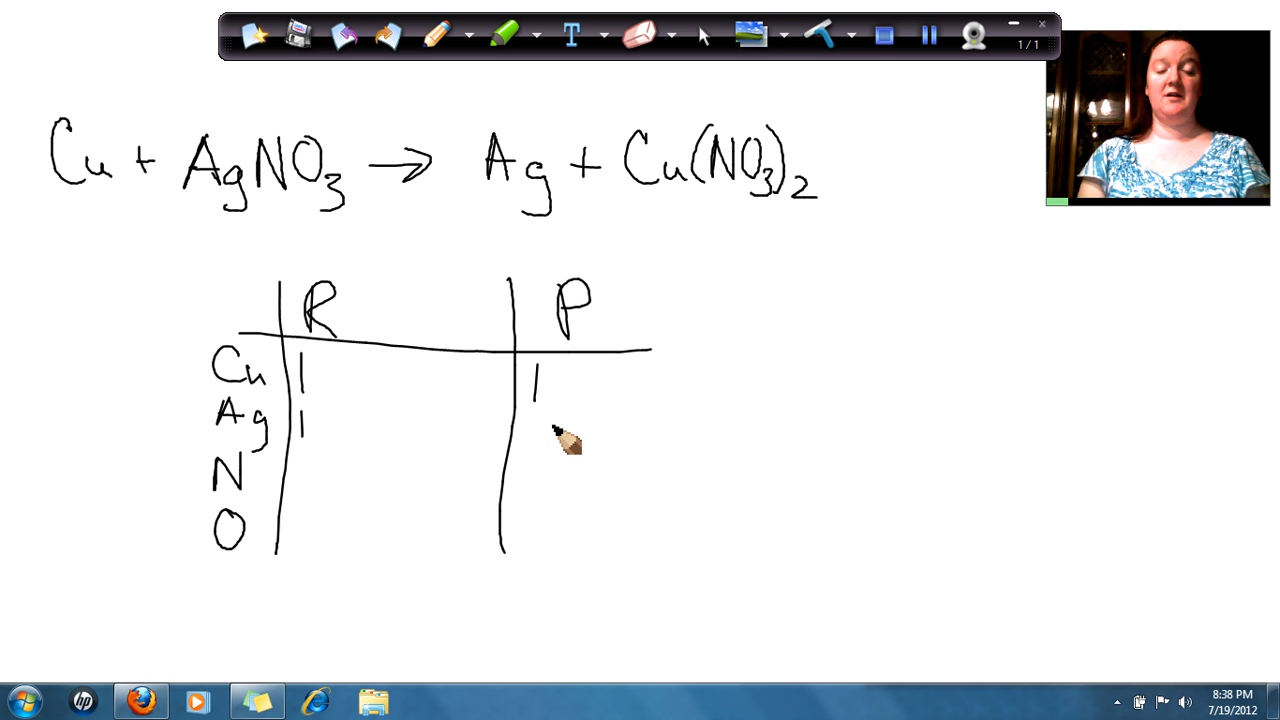 1/1
Cu + AgNO3 → Ag + Cu(NO3)2
R P
Cu 1 1
Ag 1
N
O
hp
8:38 PM
7/19/2012